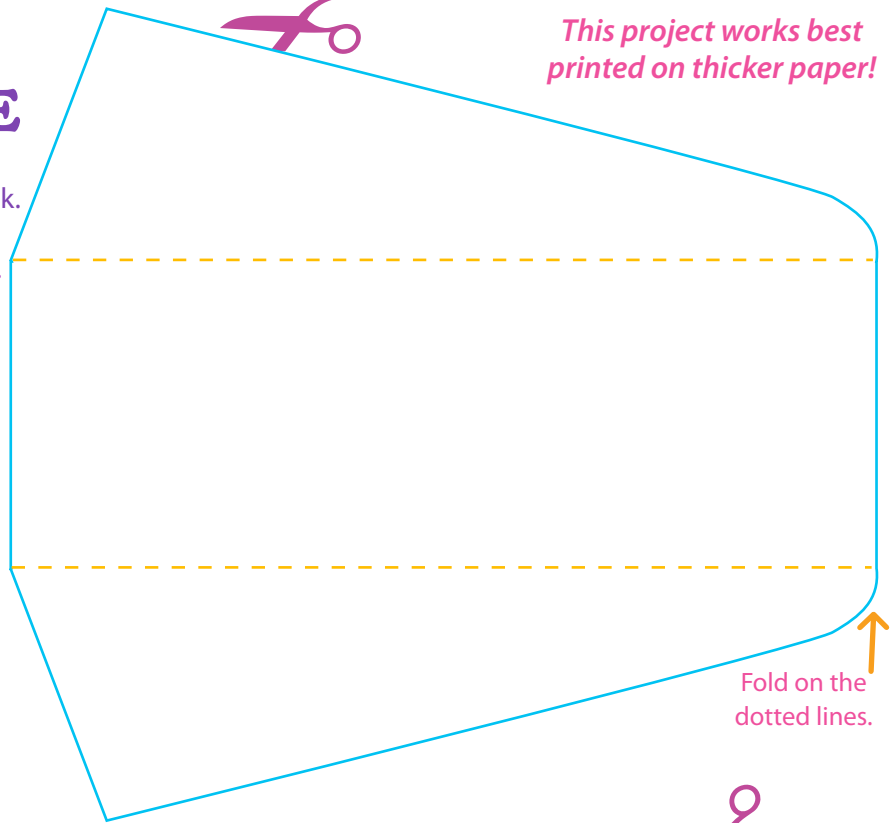 This project works best
printed on thicker paper!
E
k.
Fold on the
dotted lines.